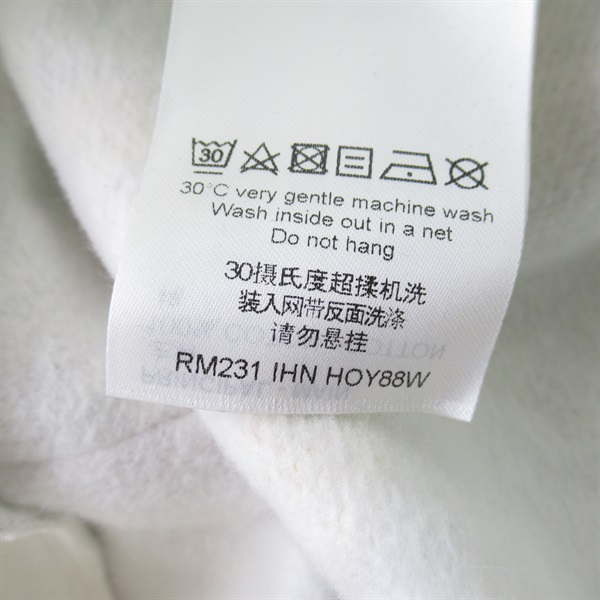 30
30°C very gentle machine wash
Wash inside out in a net
Do not hang
30摄氏度超揉机洗
装入网带反面洗涤
请勿悬挂
RM231 IHN HOY88W